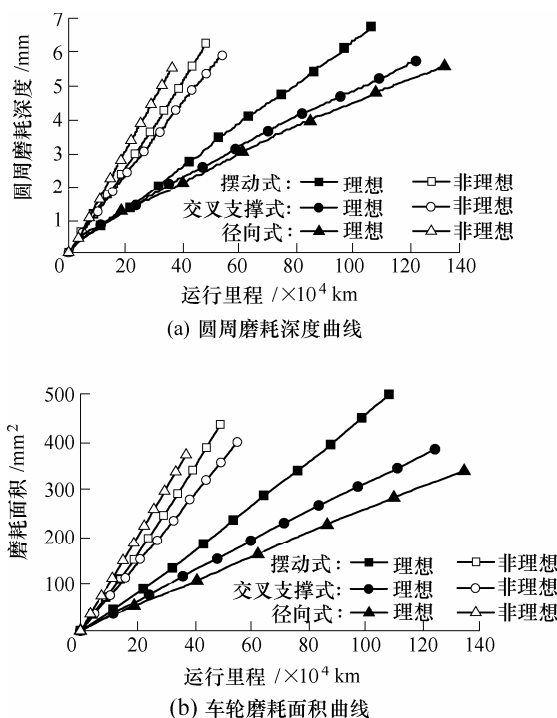 7
6
5
4
3
2
1
0
圆周磨耗深度 /mm
摆动式: 理想 非理想
交叉支撑式: 理想 非理想
径向式: 理想 非理想
20 40 60 80 100 120 140
运行里程 /×10⁴ km
(a) 圆周磨耗深度曲线
500
400
300
200
100
0
磨耗面积 /mm²
摆动式: 理想 非理想
交叉支撑式: 理想 非理想
径向式: 理想 非理想
20 40 60 80 100 120 140
运行里程 /×10⁴ km
(b) 车轮磨耗面积曲线